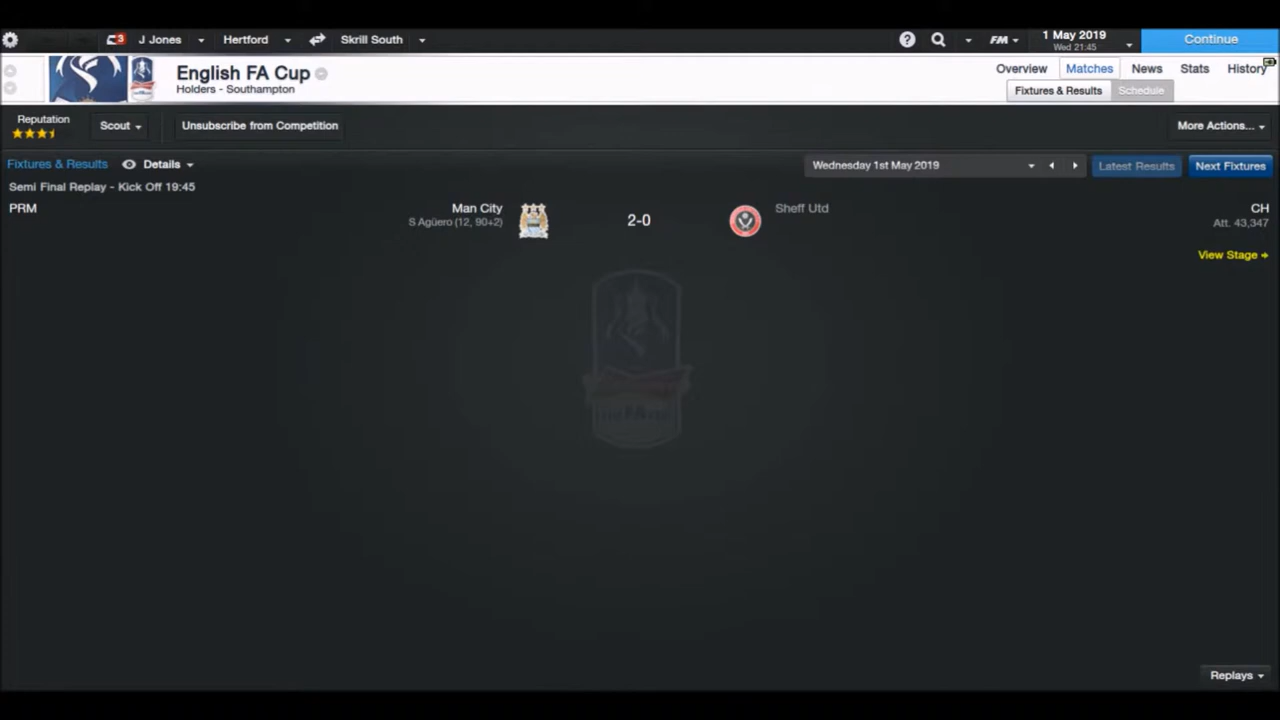 3 J Jones Hertford Skrill South FM 1 May 2019 Continue
Wed 21:45
English FA Cup
Holders - Southampton
Overview Matches News Stats History
Fixtures & Results Schedule
Reputation
Scout Unsubscribe from Competition More Actions...
Fixtures & Results Details Wednesday 1st May 2019 Latest Results Next Fixtures
Semi Final Replay - Kick Off 19:45
PRM Man City 2-0 Sheff Utd CH
S Agüero (12, 90+2) Att. 43,347
View Stage
Replays